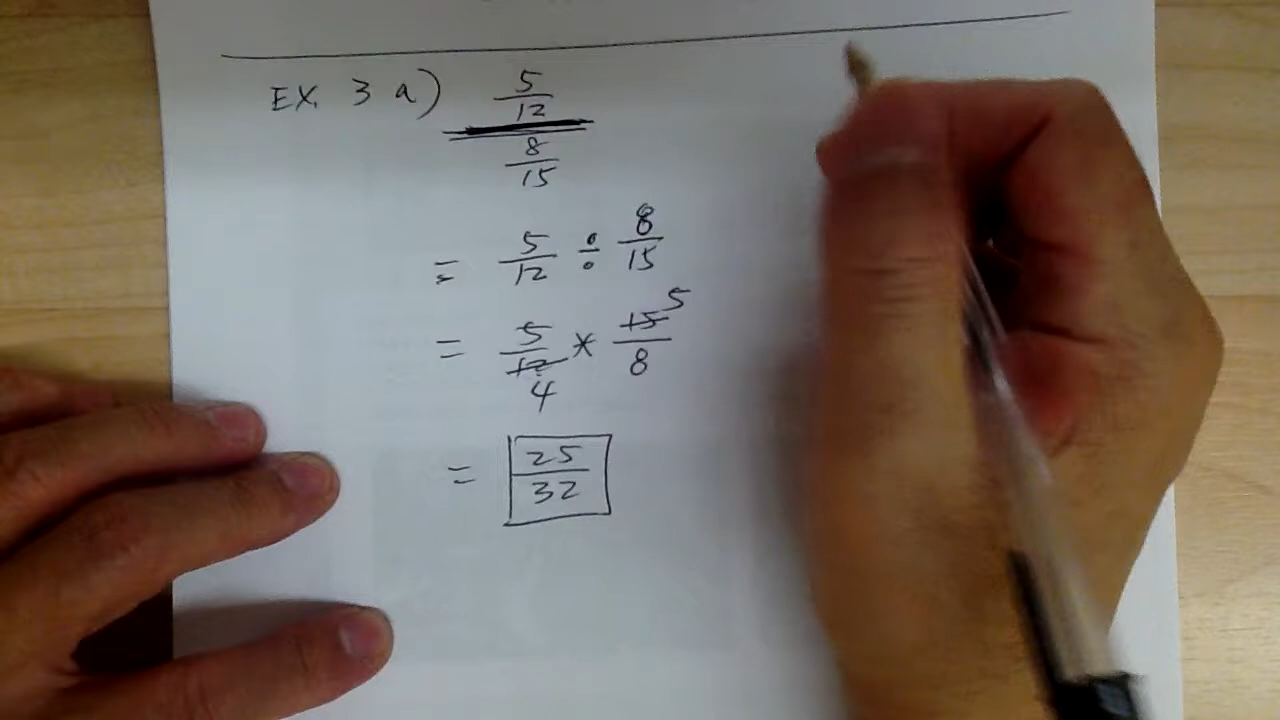 EX. 3 a)
5
12
8
15
= 5/12 ÷ 8/15
= 5/12 * 15/8
5
4
= 25/32